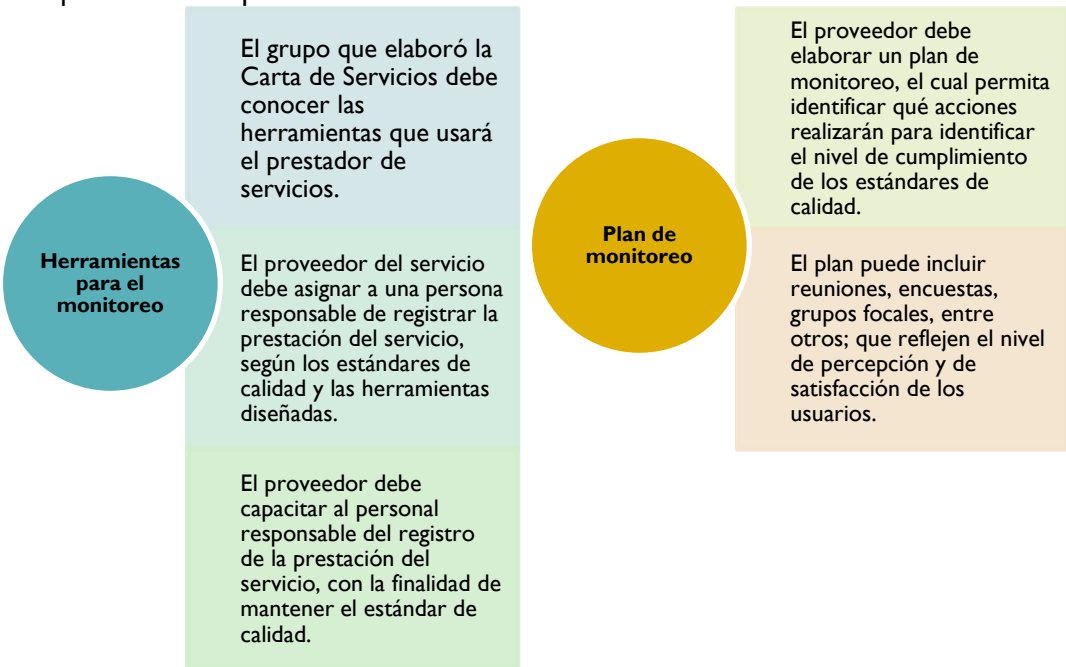 Herramientas
para el
monitoreo
El grupo que elaboró la
Carta de Servicios debe
conocer las
herramientas que usará
el prestador de
servicios.
El proveedor del servicio
debe asignar a una persona
responsable de registrar la
prestación del servicio,
según los estándares de
calidad y las herramientas
diseñadas.
El proveedor debe
capacitar al personal
responsable del registro
de la prestación del
servicio, con la finalidad de
mantener el estándar de
calidad.
Plan de
monitoreo
El proveedor debe
elaborar un plan de
monitoreo, el cual permita
identificar qué acciones
realizarán para identificar
el nivel de cumplimiento
de los estándares de
calidad.
El plan puede incluir
reuniones, encuestas,
grupos focales, entre
otros; que reflejen el nivel
de percepción y de
satisfacción de los
usuarios.